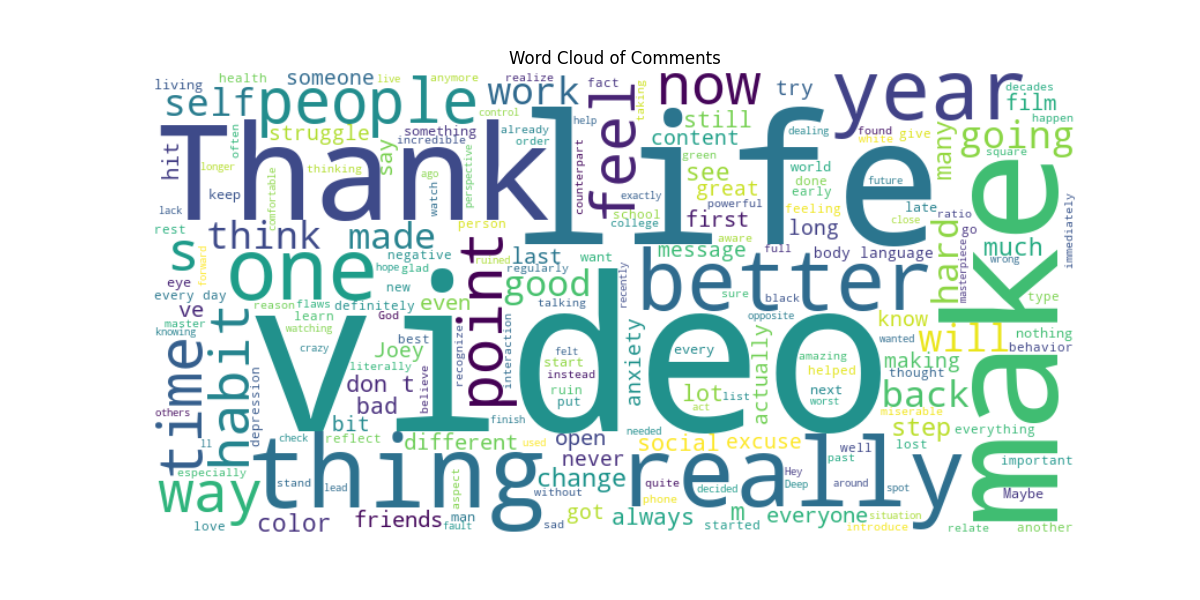 Word Cloud of Comments
living
health
someone
live
anymore
realize
fact
taking
now
try
year
decades
film
happen
self
people
work
control
help
feel
still
content
dealing
found
white
give
many
going
square
hit
often
struggle
something
incredible
say
already
order
counterpart
green
longer
Thank
thinking
comfortable
ago
watch
perspective
life
exactly
see
great
powerful
world
done
early
future
keep
lack
rest
person
school
college
first
feeling
late
close
ratio
go
hard
masterpiece
make
much
wrong
immediately
think
made
point
aware
message
full
long
body language
s
forward
one
negative
hope
glad
new
ruined
last
regularly
want
good
recently
better
sure
black
type
eye
every day
ve
master
knowing
reason
flaws
definitely
learn
watching
God
even
talking
opposite
know
will
nothing
behavior
time
habit
crazy
video
best
Joey
literally
recognize
interaction
felt
start
instead
ruin
put
anxiety
every
actually
wanted
amazing
helped
making
thought
don t
bad
believe
lot
list
act
next
worst
back
miserable
others
depression
bit
finish
needed
step
everything
ll
check
reflect
different
used
open
social
excuse
well
lost
important
especially
thing
never
past
way
stand
lead
aspect
change
without
quite
phone
really
Hey
Deep
decided
around
spot
Maybe
love
color
friends
man
fault
sad
got
always
m
started
everyone
situation
introduce
relate
another